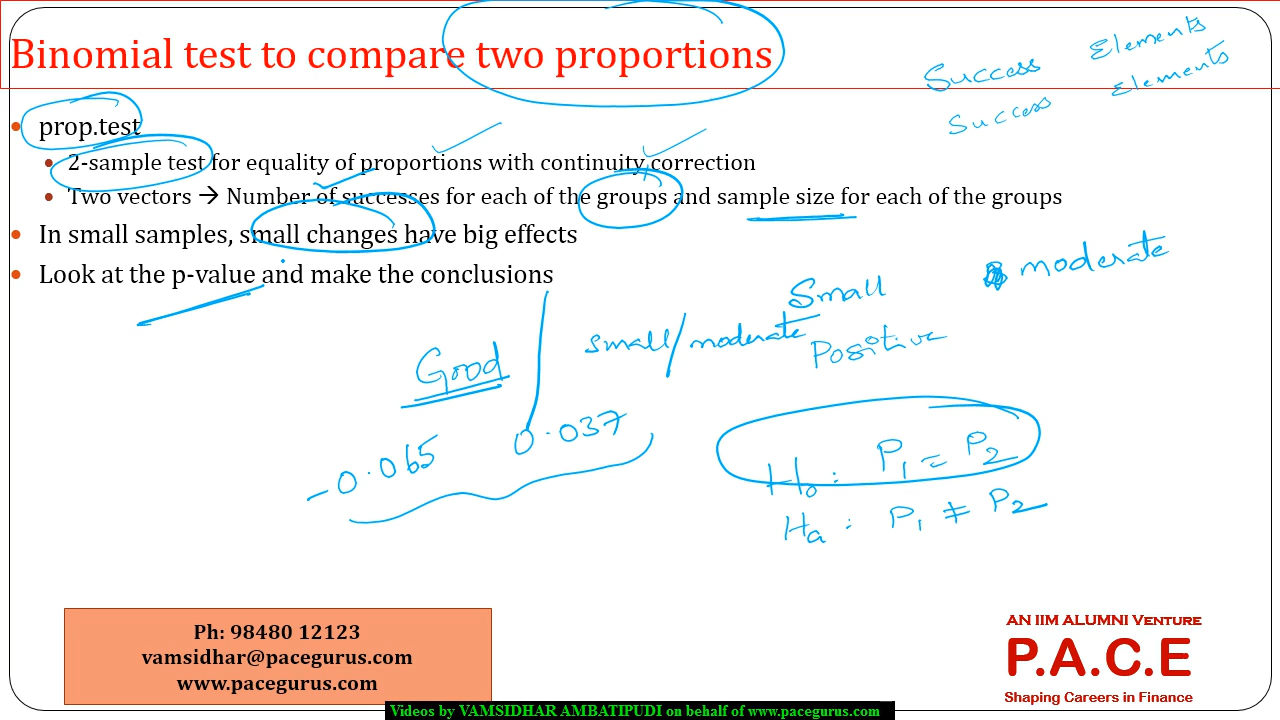 Binomial test to compare two proportions
Success Elements
Success Elements
• prop.test
• 2-sample test for equality of proportions with continuity correction
• Two vectors → Number of successes for each of the groups and sample size for each of the groups
• In small samples, small changes have big effects
• Look at the p-value and make the conclusions
Small moderate
Good small/moderate Positive
-0.065 0.037
H₀ : P₁ = P₂
Hₐ : P₁ ≠ P₂
Ph: 98480 12123
vamsidhar@pacegurus.com
www.pacegurus.com
AN IIM ALUMNI VENTURE
P.A.C.E
Shaping Careers in Finance
Videos by VAMSIDHAR AMBATIPUDI on behalf of www.pacegurus.com